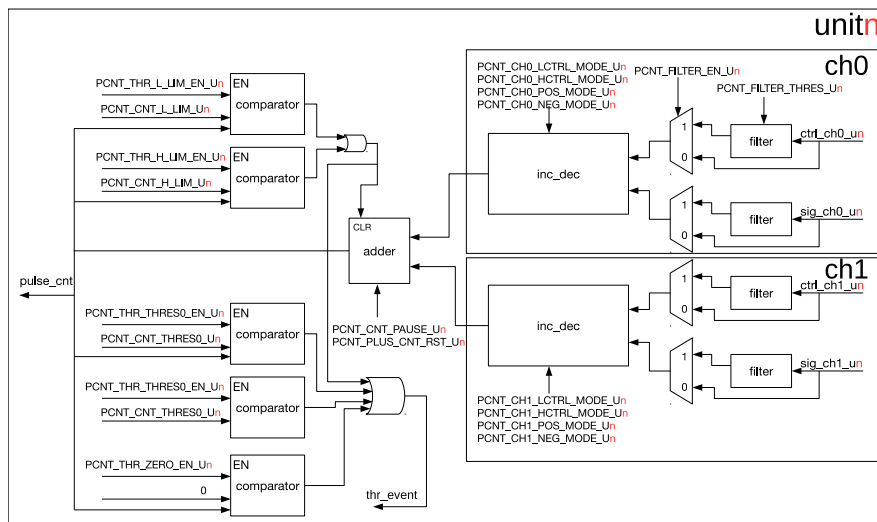 unitn
ch0
PCNT_CH0_LCTRL_MODE_Un
PCNT_CH0_HCTRL_MODE_Un
PCNT_CH0_POS_MODE_Un
PCNT_CH0_NEG_MODE_Un
PCNT_FILTER_EN_Un
PCNT_FILTER_THRES_Un
PCNT_THR_L_LIM_EN_Un
PCNT_CNT_L_LIM_Un
EN
comparator
PCNT_THR_H_LIM_EN_Un
PCNT_CNT_H_LIM_Un
EN
comparator
inc_dec
1
0
filter
ctrl_ch0_un
1
0
filter
sig_ch0_un
CLR
adder
PCNT_CNT_PAUSE_Un
PCNT_PLUS_CNT_RST_Un
pulse_cnt
ch1
inc_dec
1
0
filter
ctrl_ch1_un
1
0
filter
sig_ch1_un
PCNT_CH1_LCTRL_MODE_Un
PCNT_CH1_HCTRL_MODE_Un
PCNT_CH1_POS_MODE_Un
PCNT_CH1_NEG_MODE_Un
PCNT_THR_THRES0_EN_Un
PCNT_CNT_THRES0_Un
EN
comparator
PCNT_THR_THRES0_EN_Un
PCNT_CNT_THRES0_Un
EN
comparator
PCNT_THR_ZERO_EN_Un
0
EN
comparator
thr_event